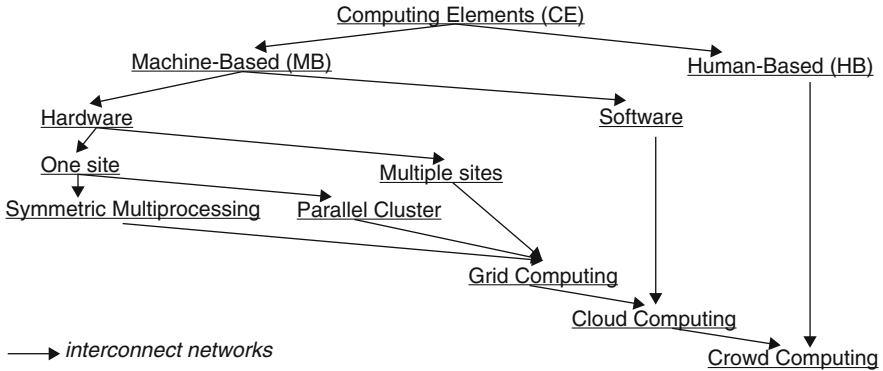 Computing Elements (CE)
Machine-Based (MB)
Human-Based (HB)
Hardware
Software
One site
Multiple sites
Symmetric Multiprocessing
Parallel Cluster
Grid Computing
Cloud Computing
interconnect networks
Crowd Computing